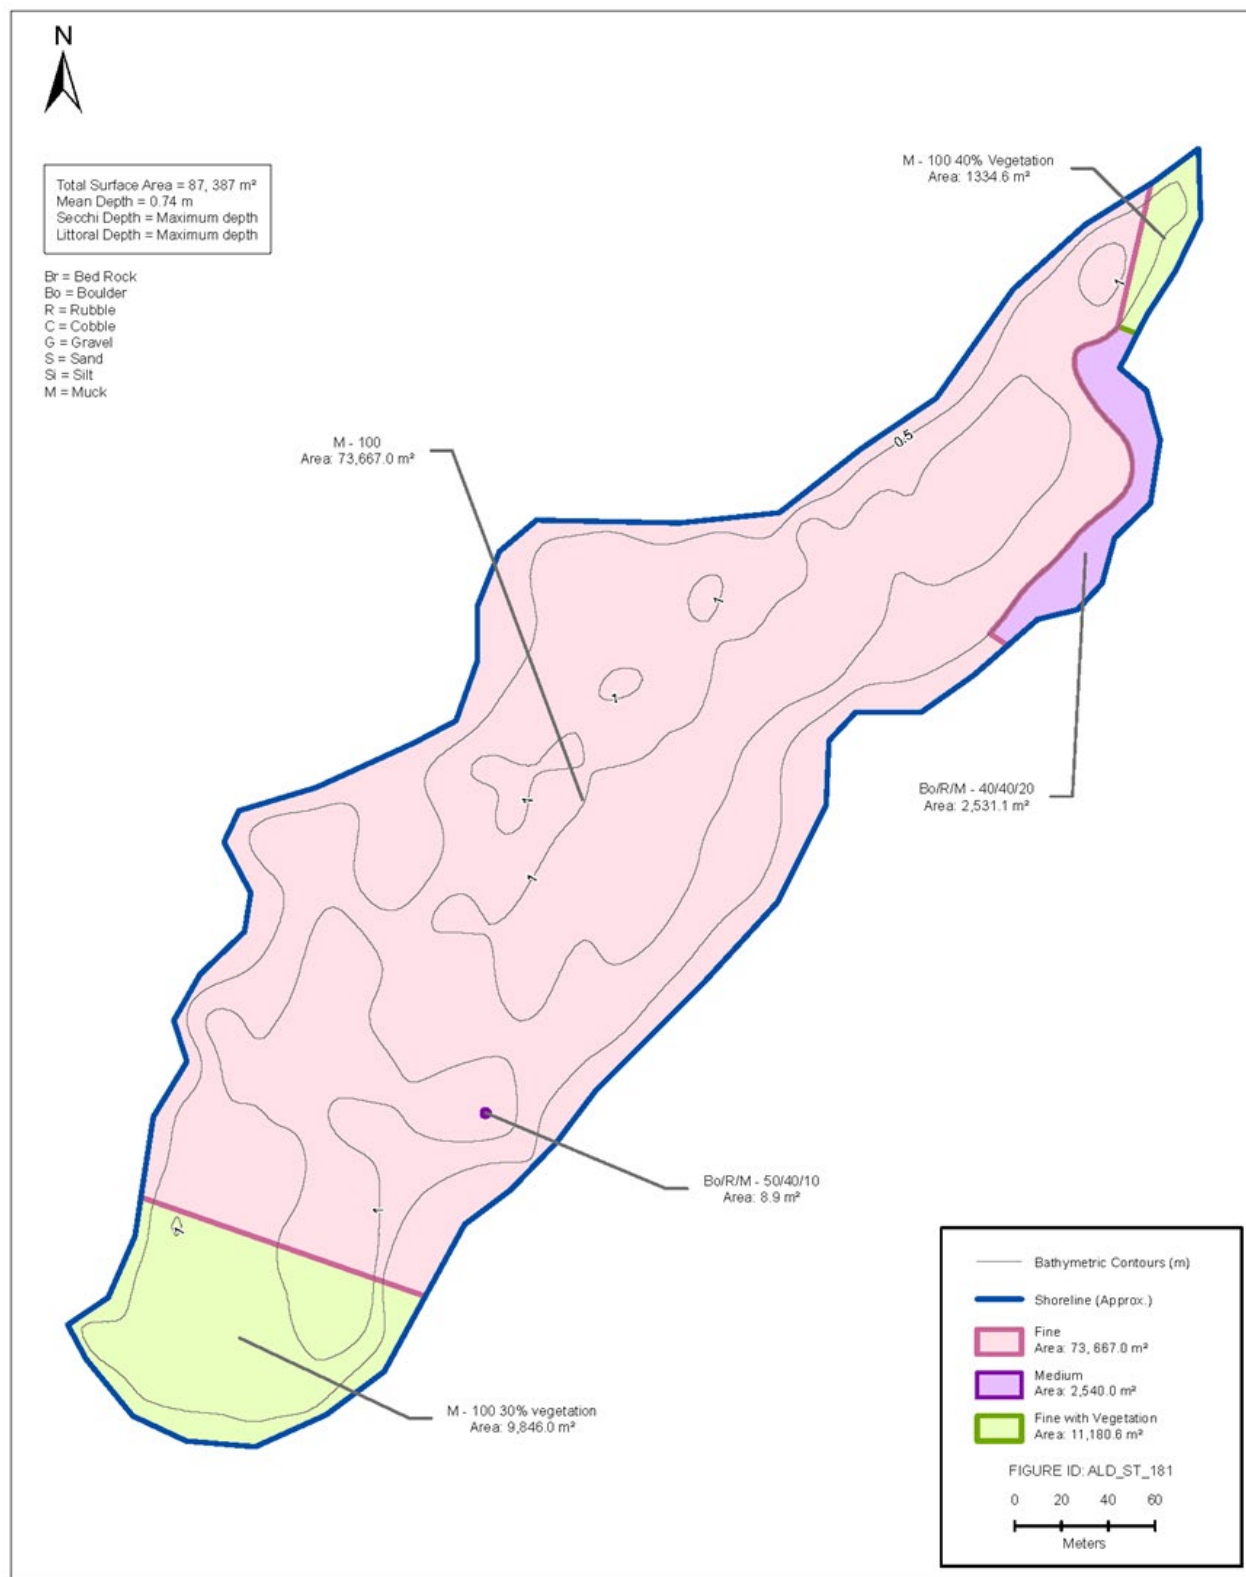 N
Total Surface Area = 87, 387 m²
Mean Depth = 0.74 m
Secchi Depth = Maximum depth
Littoral Depth = Maximum depth
Br = Bed Rock
Bo = Boulder
R = Rubble
C = Cobble
G = Gravel
S = Sand
Si = Silt
M = Muck
M - 100 40% Vegetation
Area: 1334.6 m²
1
0.5
M - 100
Area: 73,667.0 m²
1
1
1
1
Bo/R/M - 40/40/20
Area: 2,531.1 m²
Bo/R/M - 50/40/10
Area: 8.9 m²
1
1
M - 100 30% vegetation
Area: 9,846.0 m²
Bathymetric Contours (m)
Shoreline (Approx.)
Fine
Area: 73, 667.0 m²
Medium
Area: 2,540.0 m²
Fine with Vegetation
Area: 11,180.6 m²
FIGURE ID: ALD_ST_181
0 20 40 60
Meters